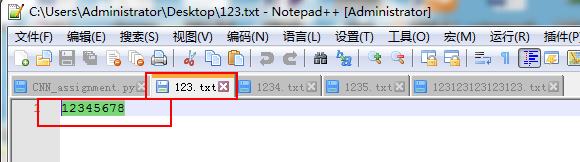 C:\Users\Administrator\Desktop\123.txt - Notepad++ [Administrator]
文件(F) 编辑(E) 搜索(S) 视图(V) 编码(N) 语言(L) 设置(T) 工具(O) 宏(M) 运行(R) 插件(P
CNN_assignment.py 123.txt 1234.txt 1235.txt 123123123123123.txt
1 12345678